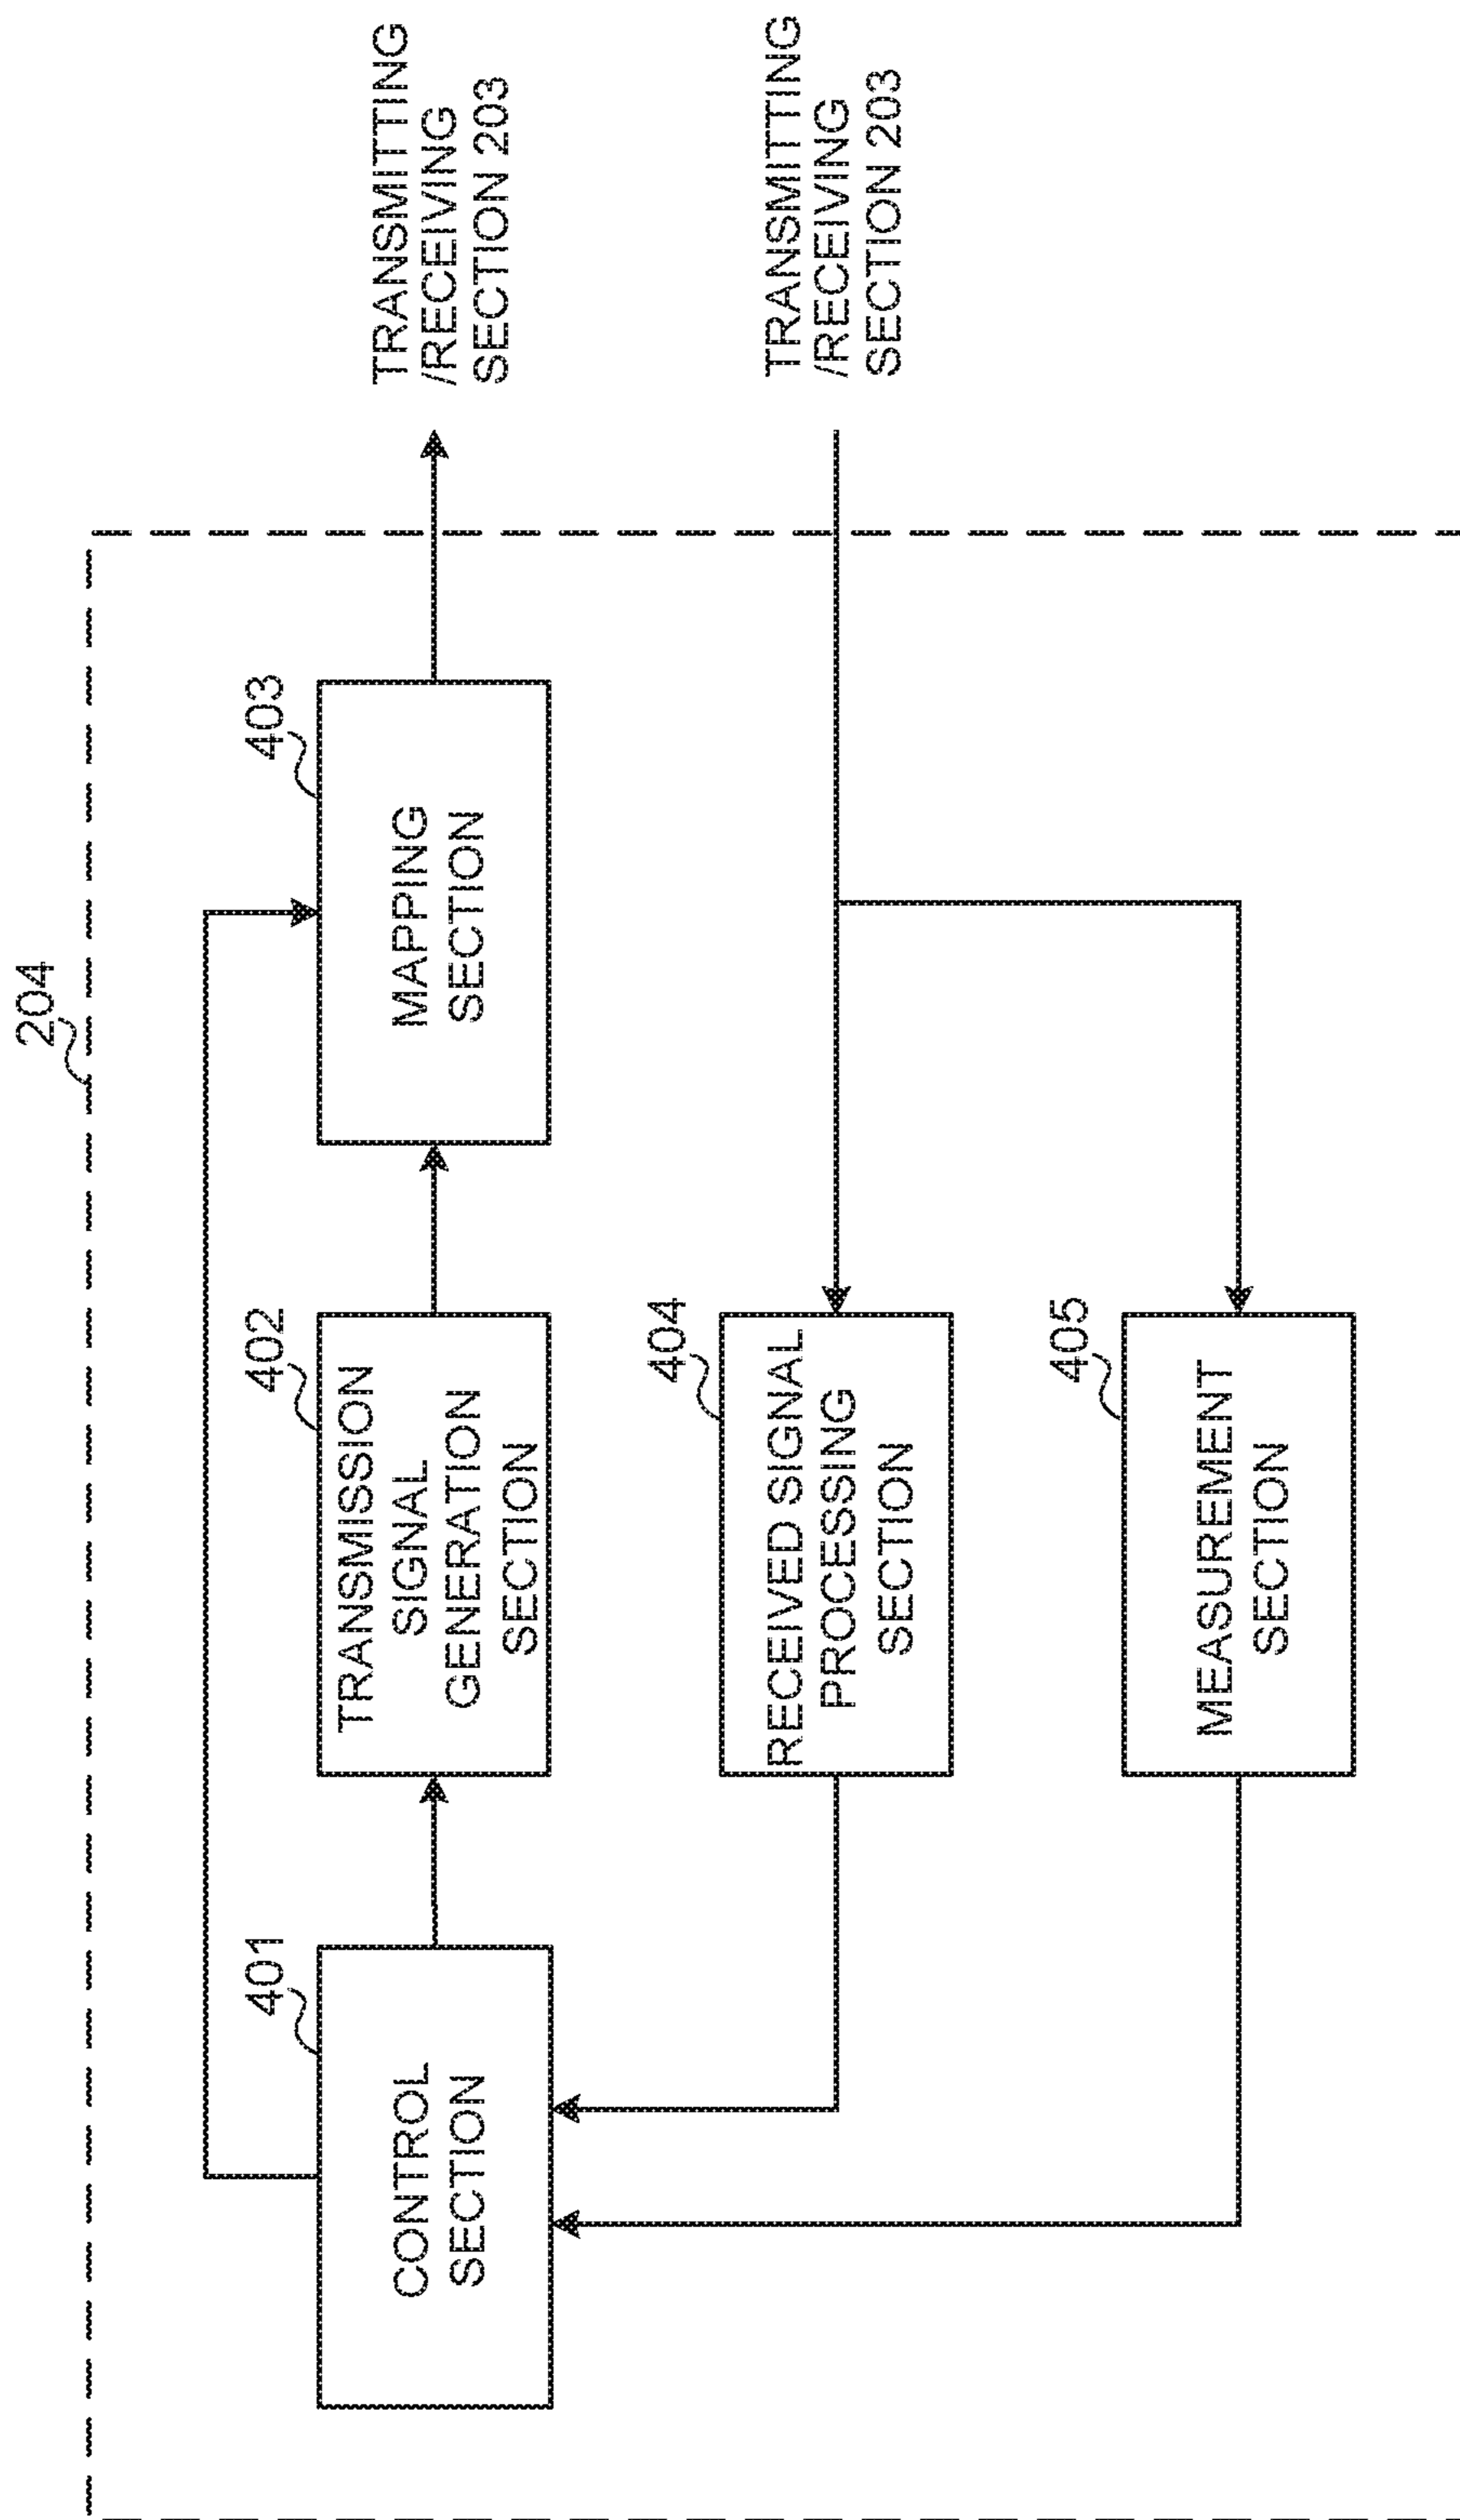 204
401
CONTROL
SECTION
402
TRANSMISSION
SIGNAL
GENERATION
SECTION
403
MAPPING
SECTION
TRANSMITTING
/RECEIVING
SECTION 203
404
RECEIVED SIGNAL
PROCESSING
SECTION
TRANSMITTING
/RECEIVING
SECTION 203
405
MEASUREMENT
SECTION